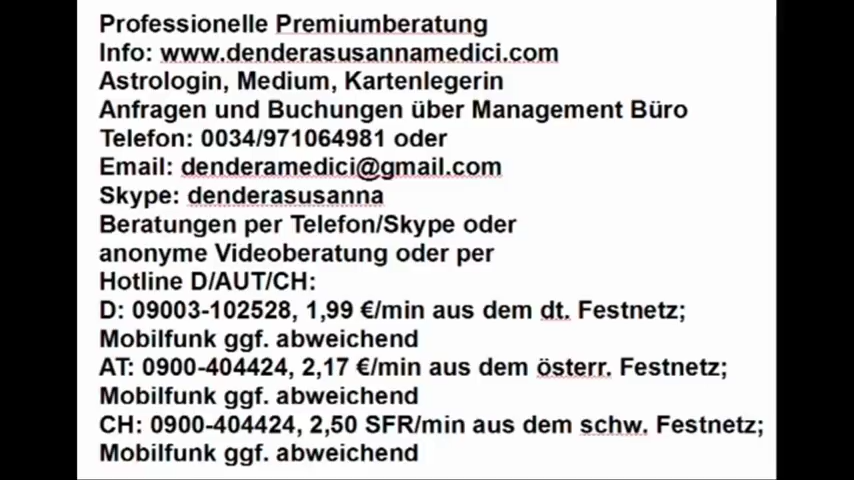 Professionelle Premiumberatung
Info: www.denderasusannamedici.com
Astrologin, Medium, Kartenlegerin
Anfragen und Buchungen über Management Büro
Telefon: 0034/971064981 oder
Email: denderamedici@gmail.com
Skype: denderasusanna
Beratungen per Telefon/Skype oder
anonyme Videoberatung oder per
Hotline D/AUT/CH:
D: 09003-102528, 1,99 €/min aus dem dt. Festnetz;
Mobilfunk ggf. abweichend
AT: 0900-404424, 2,17 €/min aus dem österr. Festnetz;
Mobilfunk ggf. abweichend
CH: 0900-404424, 2,50 SFR/min aus dem schw. Festnetz;
Mobilfunk ggf. abweichend